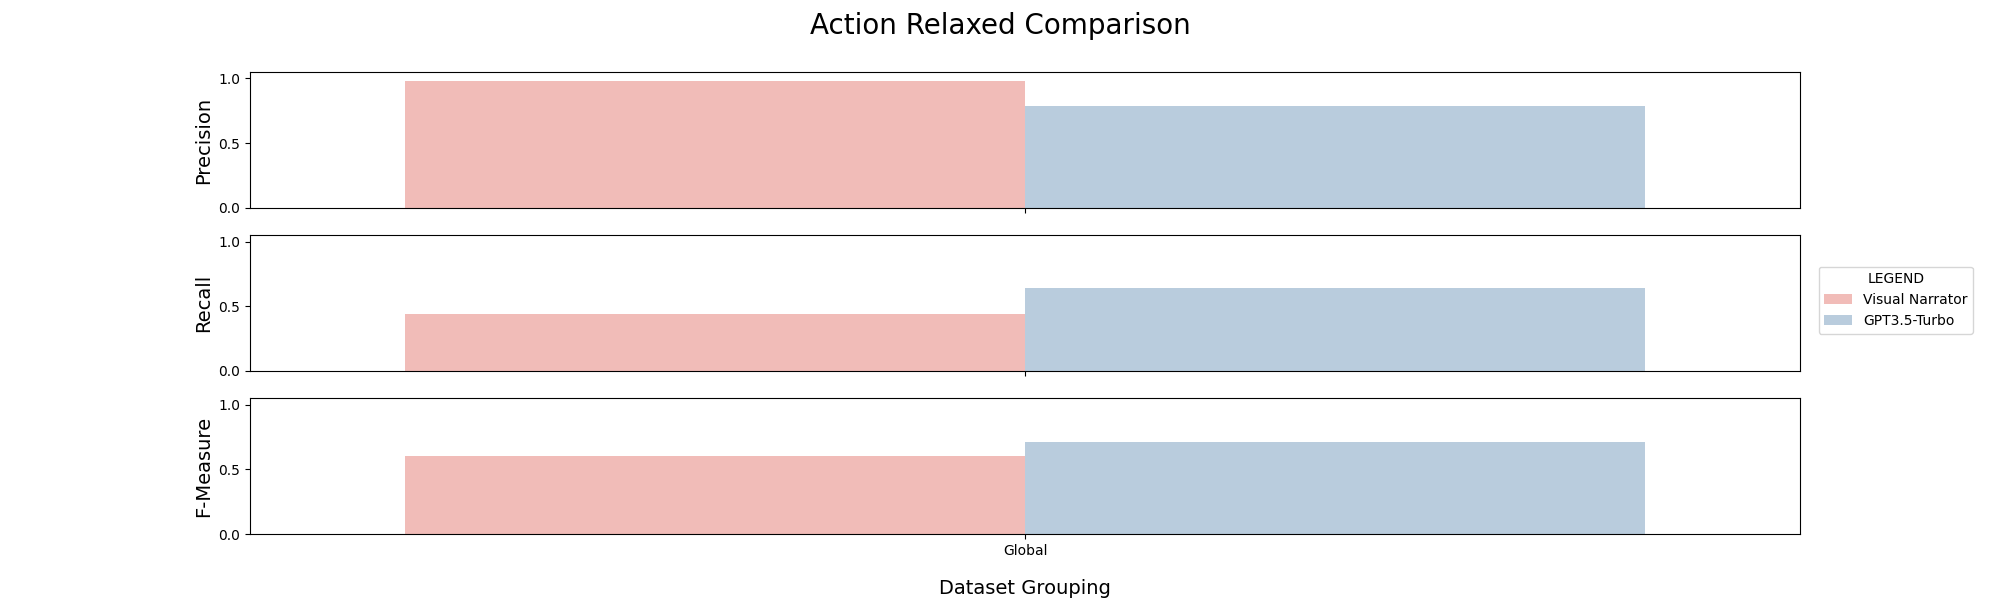 Action Relaxed Comparison
1.0
0.5
0.0
Precision
1.0
0.5
0.0
Recall
LEGEND
Visual Narrator
GPT3.5-Turbo
1.0
0.5
0.0
F-Measure
Global
Dataset Grouping